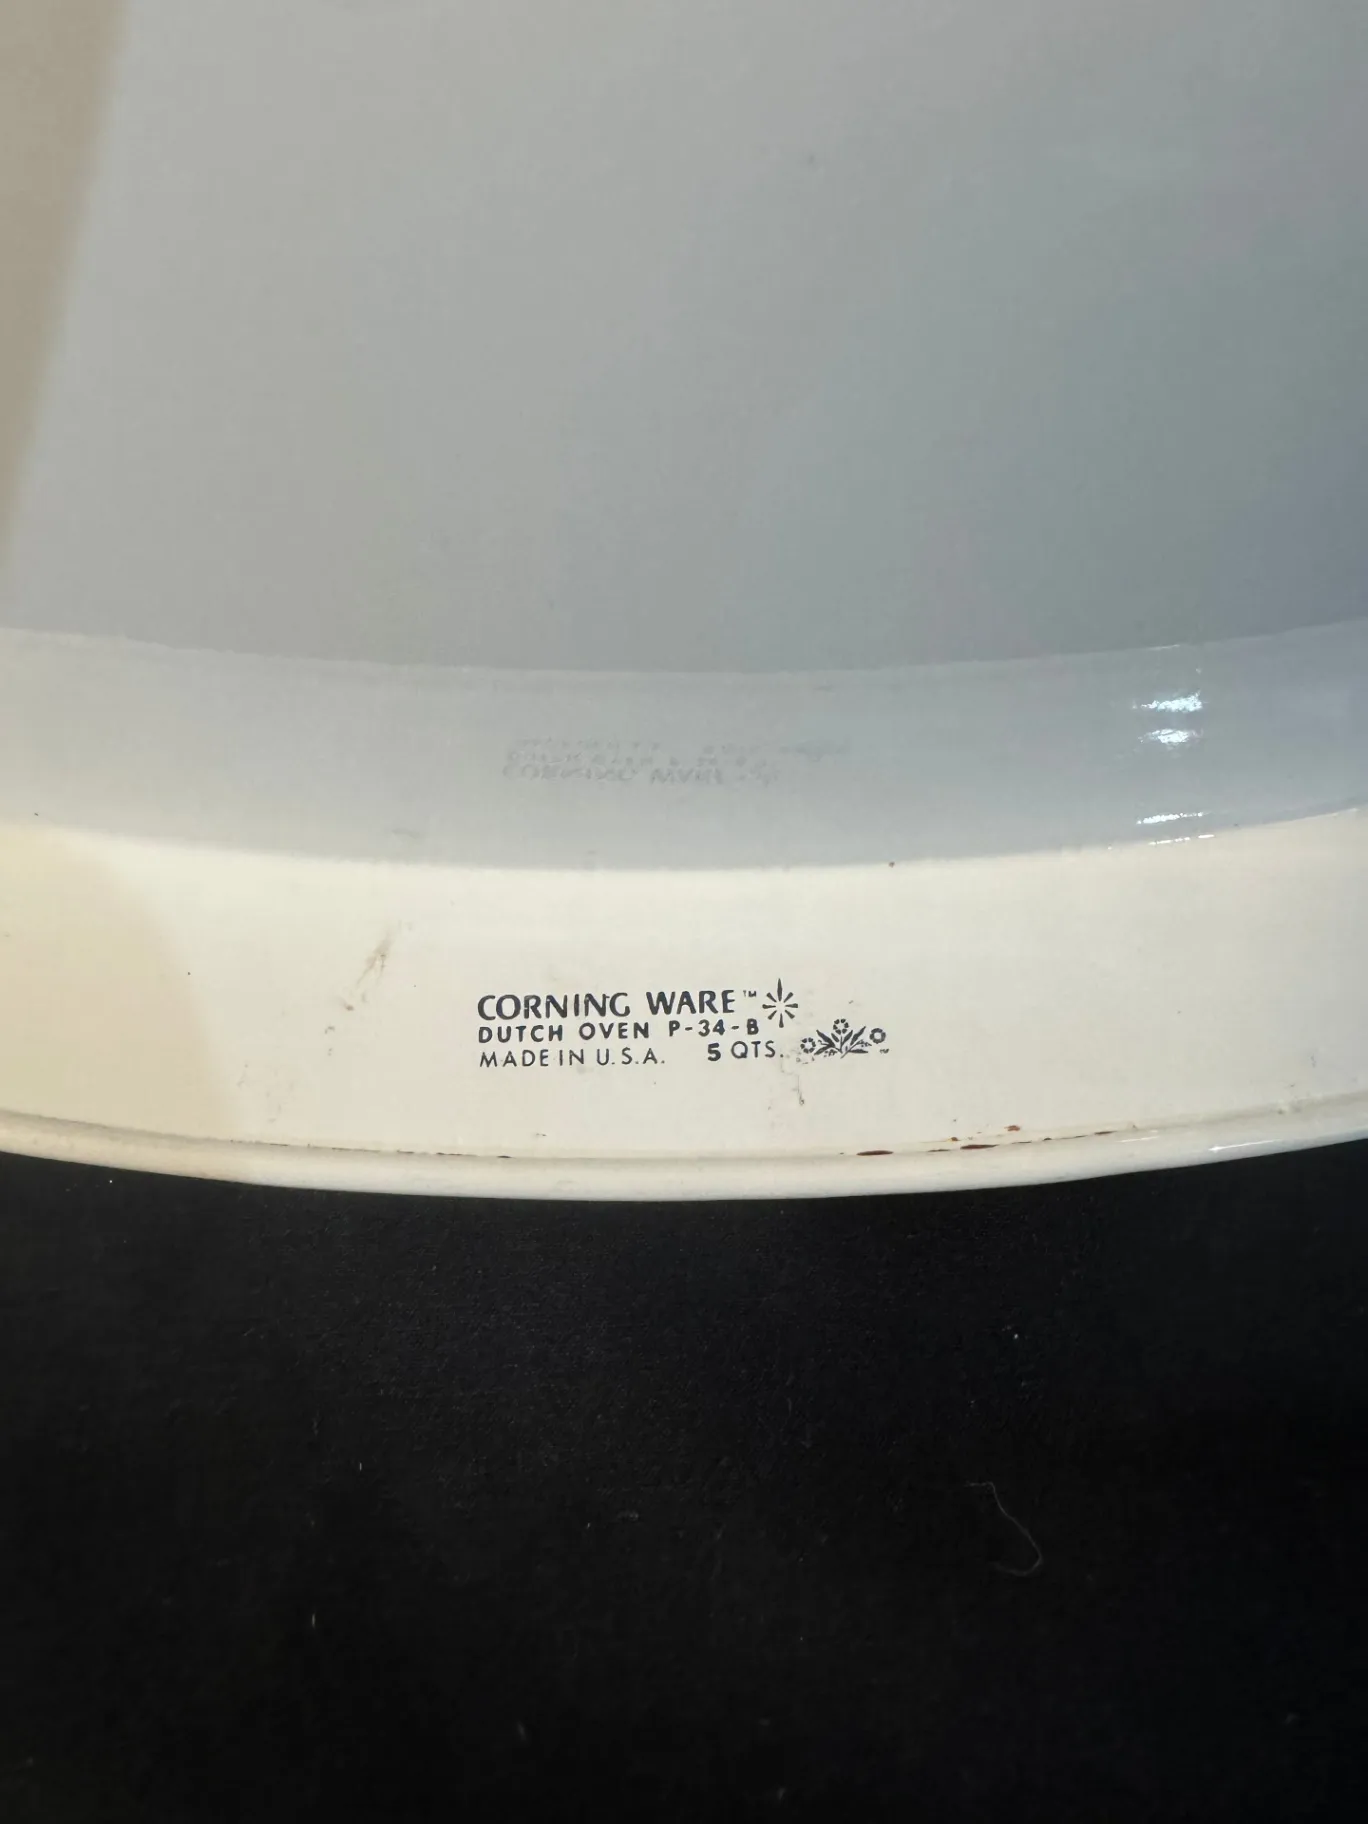 CORNING WARE™
DUTCH OVEN P-34-B
MADE IN U.S.A. 5 QTS.